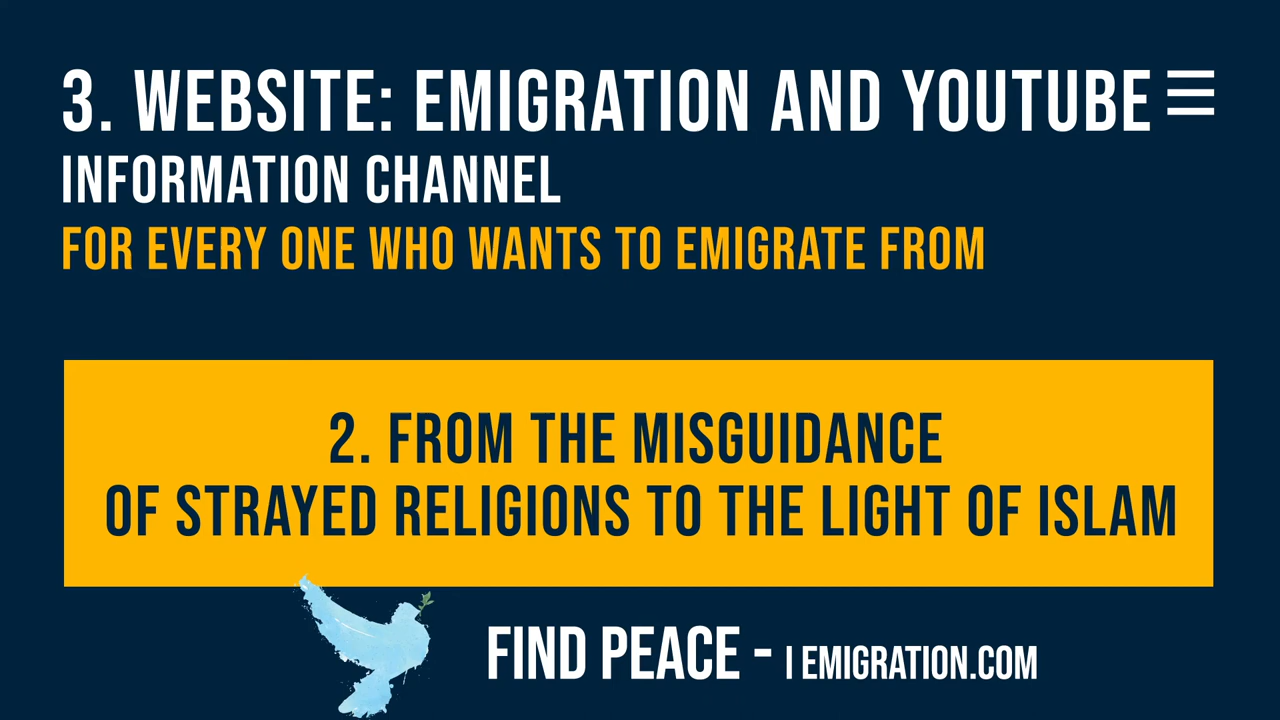 3. WEBSITE: EMIGRATION AND YOUTUBE
INFORMATION CHANNEL
FOR EVERY ONE WHO WANTS TO EMIGRATE FROM
2. FROM THE MISGUIDANCE
OF STRAYED RELIGIONS TO THE LIGHT OF ISLAM
FIND PEACE - I EMIGRATION.COM